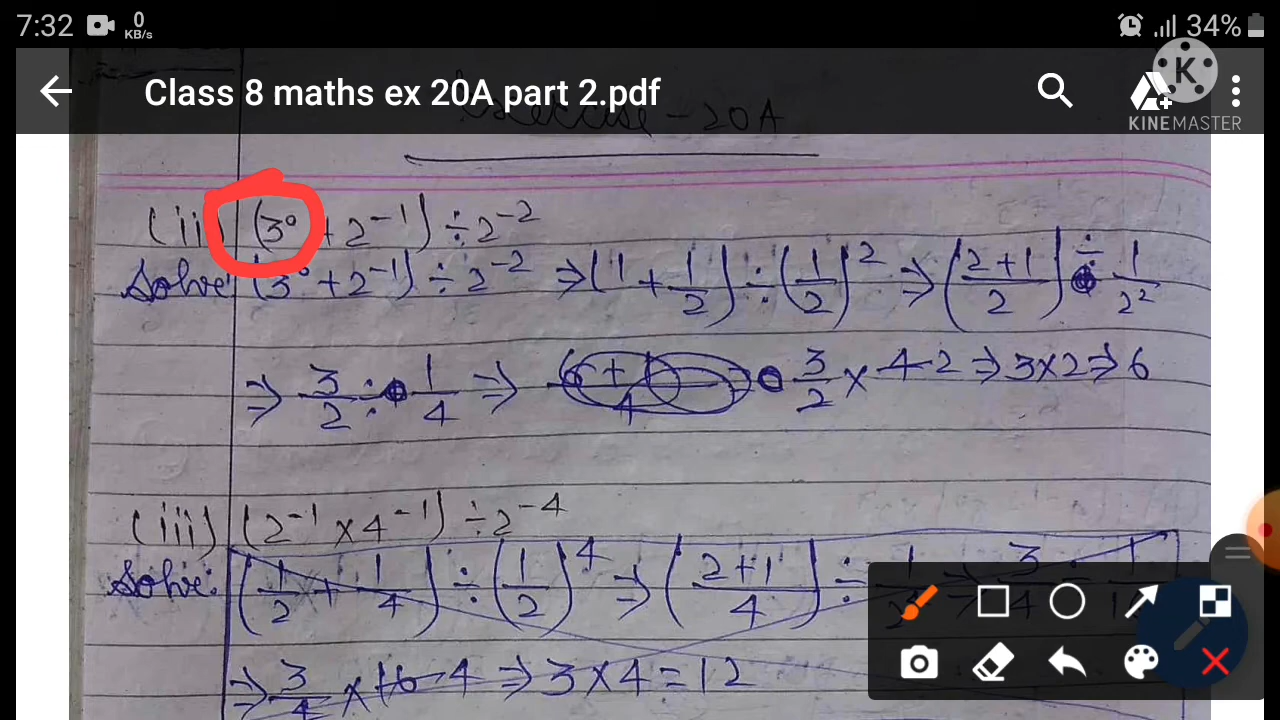 7:32 0 KB/s 34%
Class 8 maths ex 20A part 2.pdf
K
KINEMASTER
Exercise - 20A
(ii) (3° + 2⁻¹) ÷ 2⁻²
Solve: (3° + 2⁻¹) ÷ 2⁻² ⇒ (1 + 1/2) ÷ (1/2)² ⇒ ((2+1)/2) ÷ 1/2²
⇒ 3/2 ÷ 1/4 ⇒ 3/2 × 4 2 ⇒ 3×2 ⇒ 6
(iii) (2⁻¹ × 4⁻¹) ÷ 2⁻⁴
Solve: (1/2 + 1/4) ÷ (1/2)⁴ ⇒ ((2+1)/4) ÷
⇒ 3/4 × 16 4 ⇒ 3×4 = 12